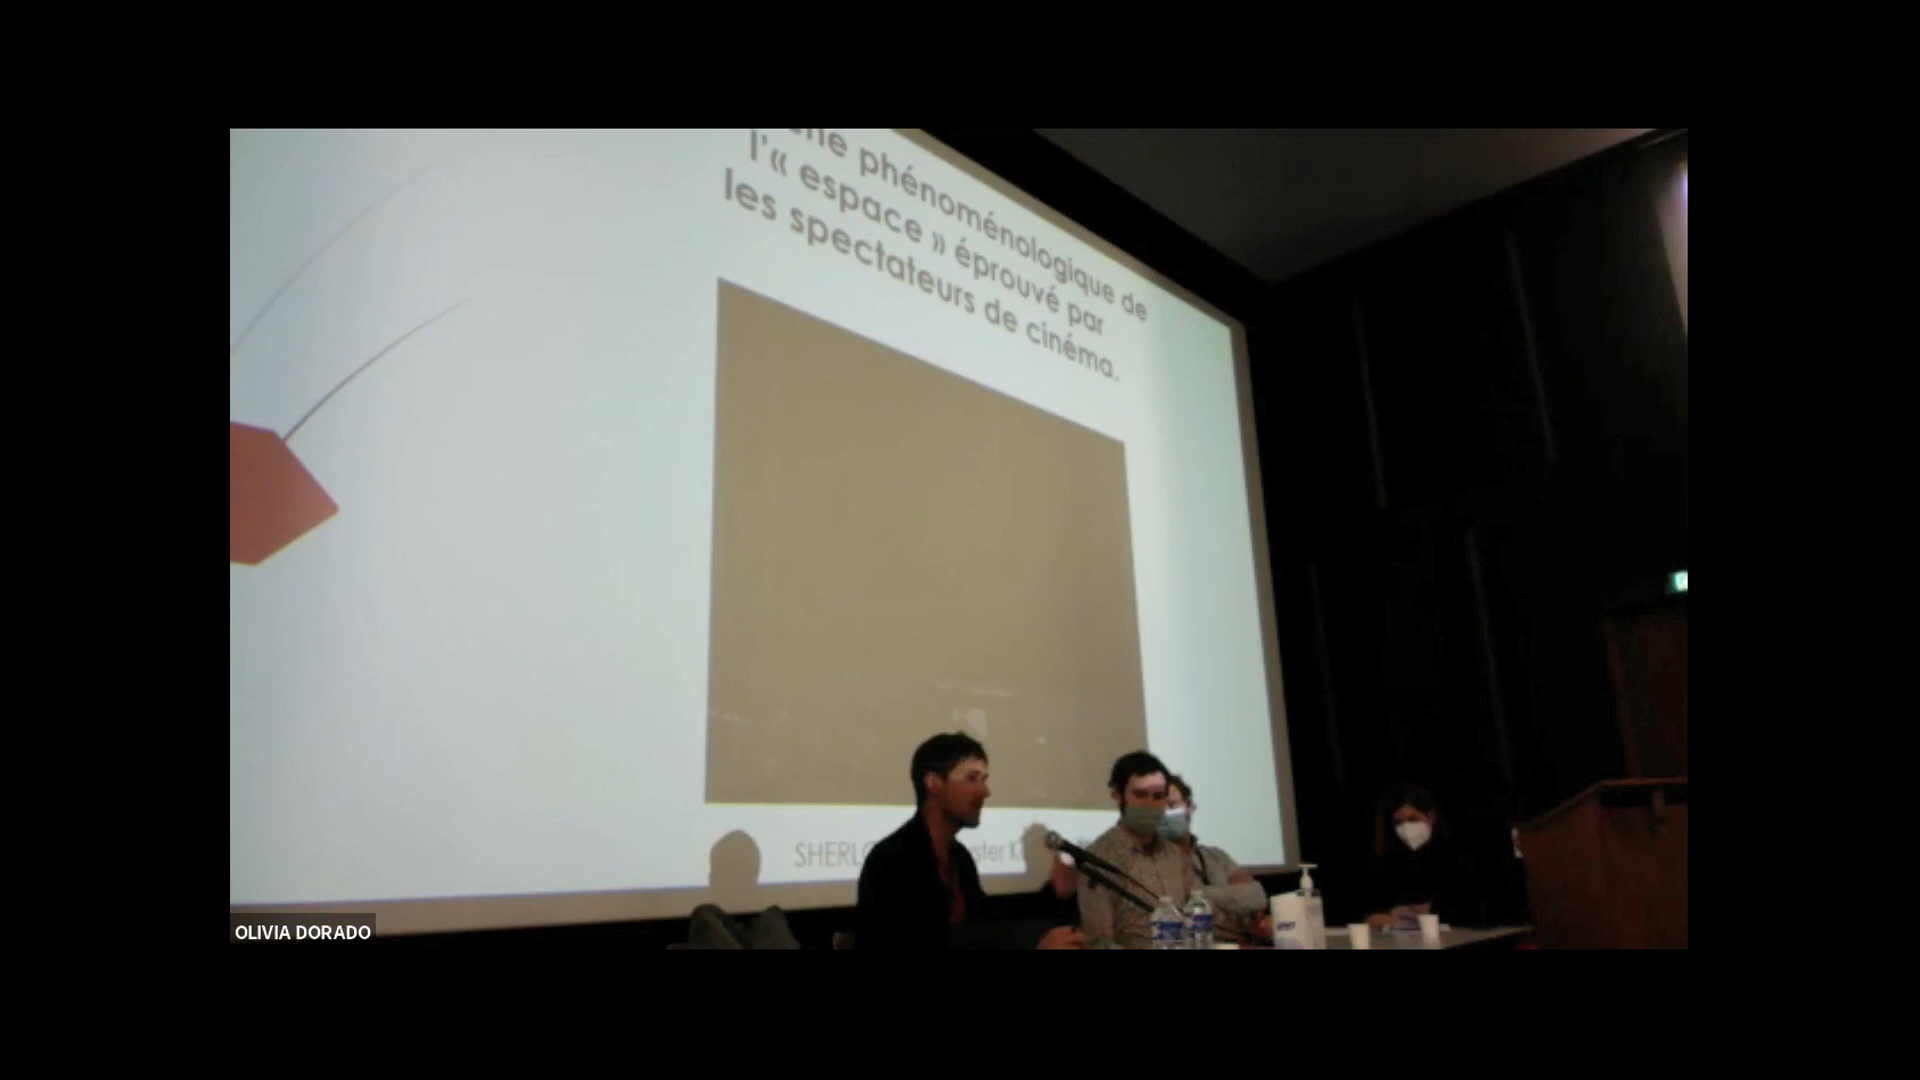 phénoménologique de
l'« espace » éprouvé par
les spectateurs de cinéma.
OLIVIA DORADO